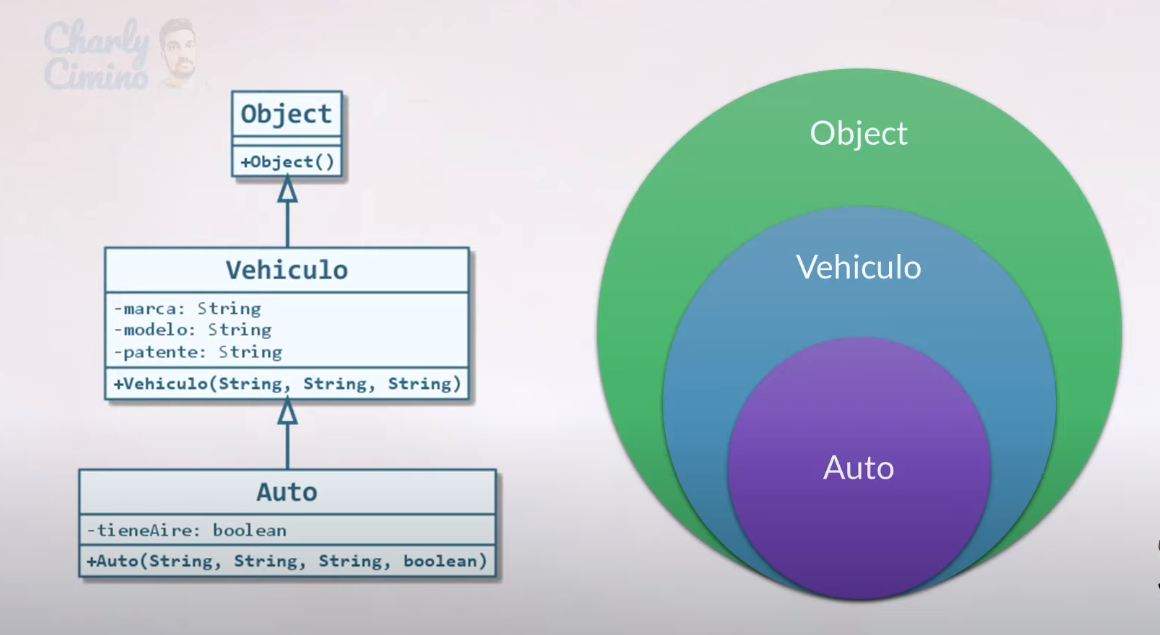 Charly
Cimino
Object
+Object()
Vehiculo
-marca: String
-modelo: String
-patente: String
+Vehiculo(String, String, String)
Auto
-tieneAire: boolean
+Auto(String, String, String, boolean)
Object
Vehiculo
Auto